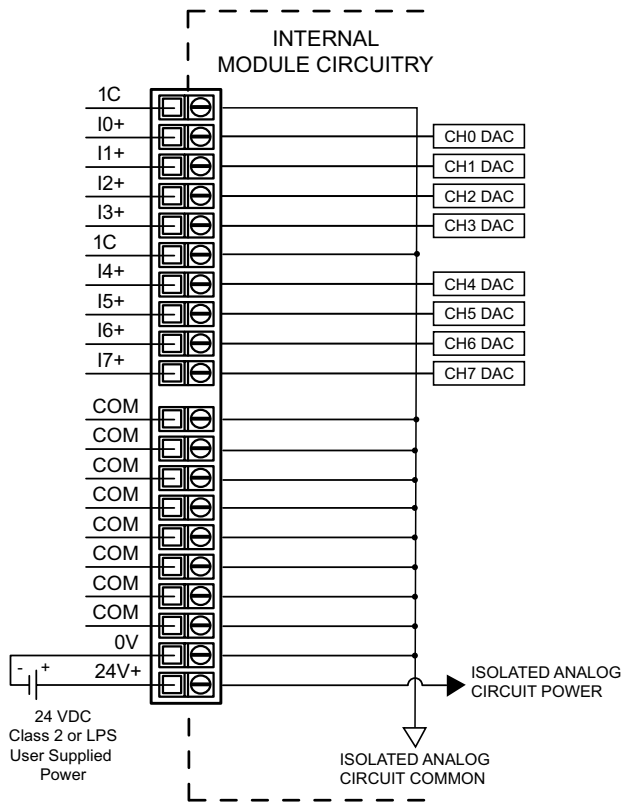 INTERNAL
MODULE CIRCUITRY
1C
I0+
CH0 DAC
I1+
CH1 DAC
I2+
CH2 DAC
I3+
CH3 DAC
1C
I4+
CH4 DAC
I5+
CH5 DAC
I6+
CH6 DAC
I7+
CH7 DAC
COM
COM
COM
COM
COM
COM
COM
COM
0V
- +
24V+
ISOLATED ANALOG
CIRCUIT POWER
24 VDC
Class 2 or LPS
User Supplied
Power
ISOLATED ANALOG
CIRCUIT COMMON